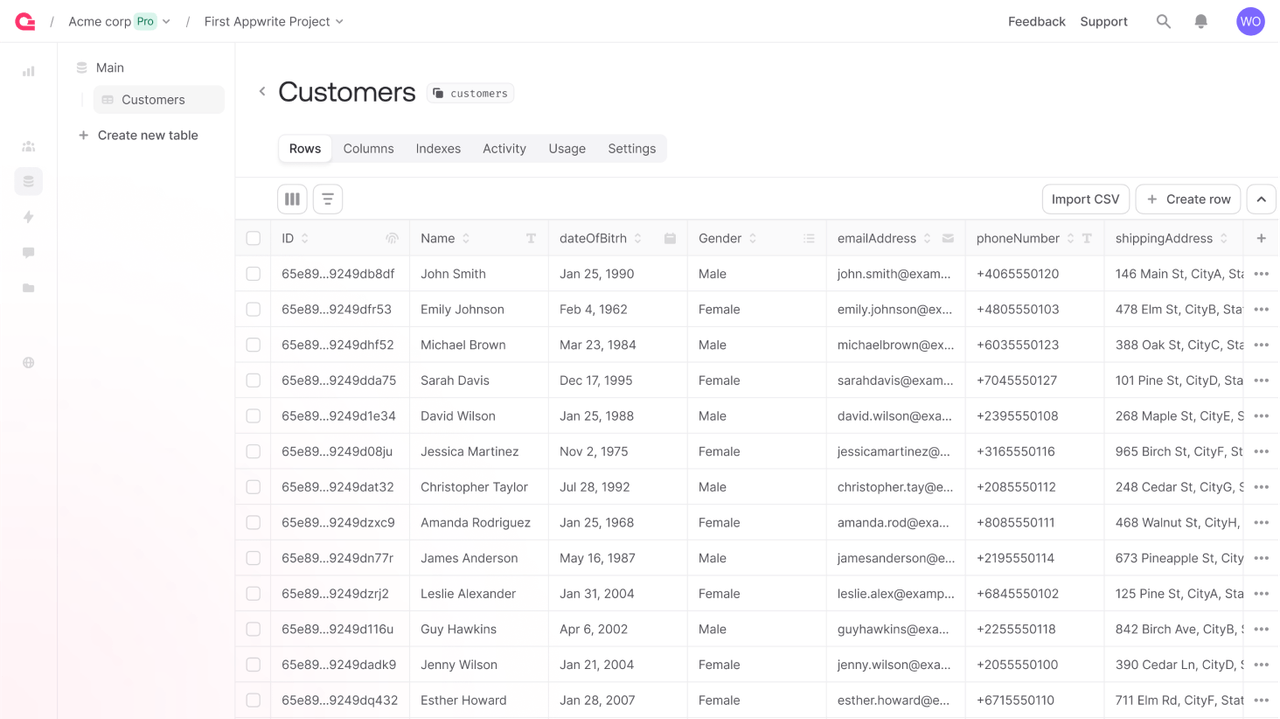 / Acme corp Pro / First Appwrite Project Feedback Support WO
Main
Customers
Create new table
Customers customers
Rows Columns Indexes Activity Usage Settings
Import CSV + Create row
ID Name T dateOfBitrh Gender emailAddress phoneNumber T shippingAddress +
65e89...9249db8df John Smith Jan 25, 1990 Male john.smith@exam... +4065550120 146 Main St, CityA, Sta
65e89...9249dfr53 Emily Johnson Feb 4, 1962 Female emily.johnson@ex... +4805550103 478 Elm St, CityB, Stat
65e89...9249dhf52 Michael Brown Mar 23, 1984 Male michaelbrown@ex... +6035550123 388 Oak St, CityC, Sta
65e89...9249dda75 Sarah Davis Dec 17, 1995 Female sarahdavis@exam... +7045550127 101 Pine St, CityD, Sta
65e89...9249d1e34 David Wilson Jan 25, 1988 Male david.wilson@exa... +2395550108 268 Maple St, CityE, S
65e89...9249d08ju Jessica Martinez Nov 2, 1975 Female jessicamartinez@... +3165550116 965 Birch St, CityF, St
65e89...9249dat32 Christopher Taylor Jul 28, 1992 Male christopher.tay@e... +2085550112 248 Cedar St, CityG, S
65e89...9249dzxc9 Amanda Rodriguez Jan 25, 1968 Female amanda.rod@exa... +8085550111 468 Walnut St, CityH,
65e89...9249dn77r James Anderson May 16, 1987 Male jamesanderson@e... +2195550114 673 Pineapple St, City
65e89...9249dzrj2 Leslie Alexander Jan 31, 2004 Female leslie.alex@examp... +6845550102 125 Pine St, CityA, Sta
65e89...9249d116u Guy Hawkins Apr 6, 2002 Male guyhawkins@exa... +2255550118 842 Birch Ave, CityB, S
65e89...9249dadk9 Jenny Wilson Jan 21, 2004 Female jenny.wilson@exa... +2055550100 390 Cedar Ln, CityD, S
65e89...9249dq432 Esther Howard Jan 28, 2007 Female esther.howard@e... +6715550110 711 Elm Rd, CityF, Stat